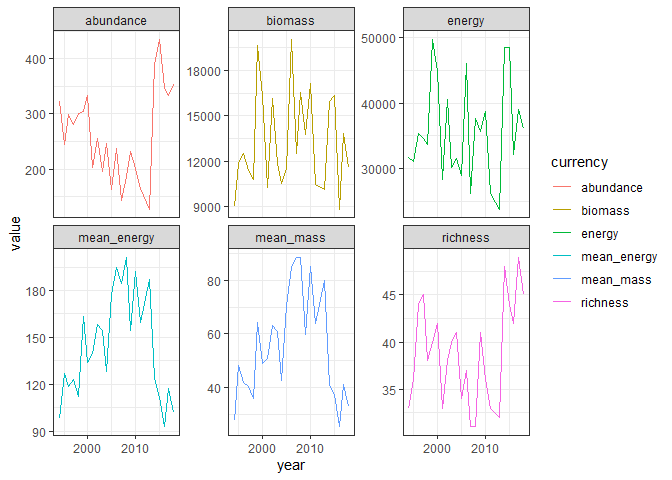 abundance
biomass
energy
400
300
200
18000
15000
12000
9000
50000
40000
30000
mean_energy
mean_mass
richness
180
150
120
90
80
60
40
45
40
35
2000
2010
2000
2010
2000
2010
year
value
currency
abundance
biomass
energy
mean_energy
mean_mass
richness